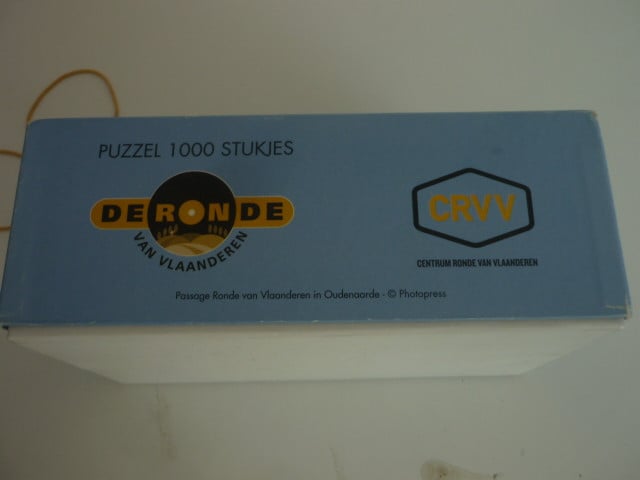 PUZZEL 1000 STUKJES
DE RONDE
VAN VLAANDEREN
CRVV
CENTRUM RONDE VAN VLAANDEREN
Passage Ronde van Vlaanderen in Oudenaarde - © Photopress